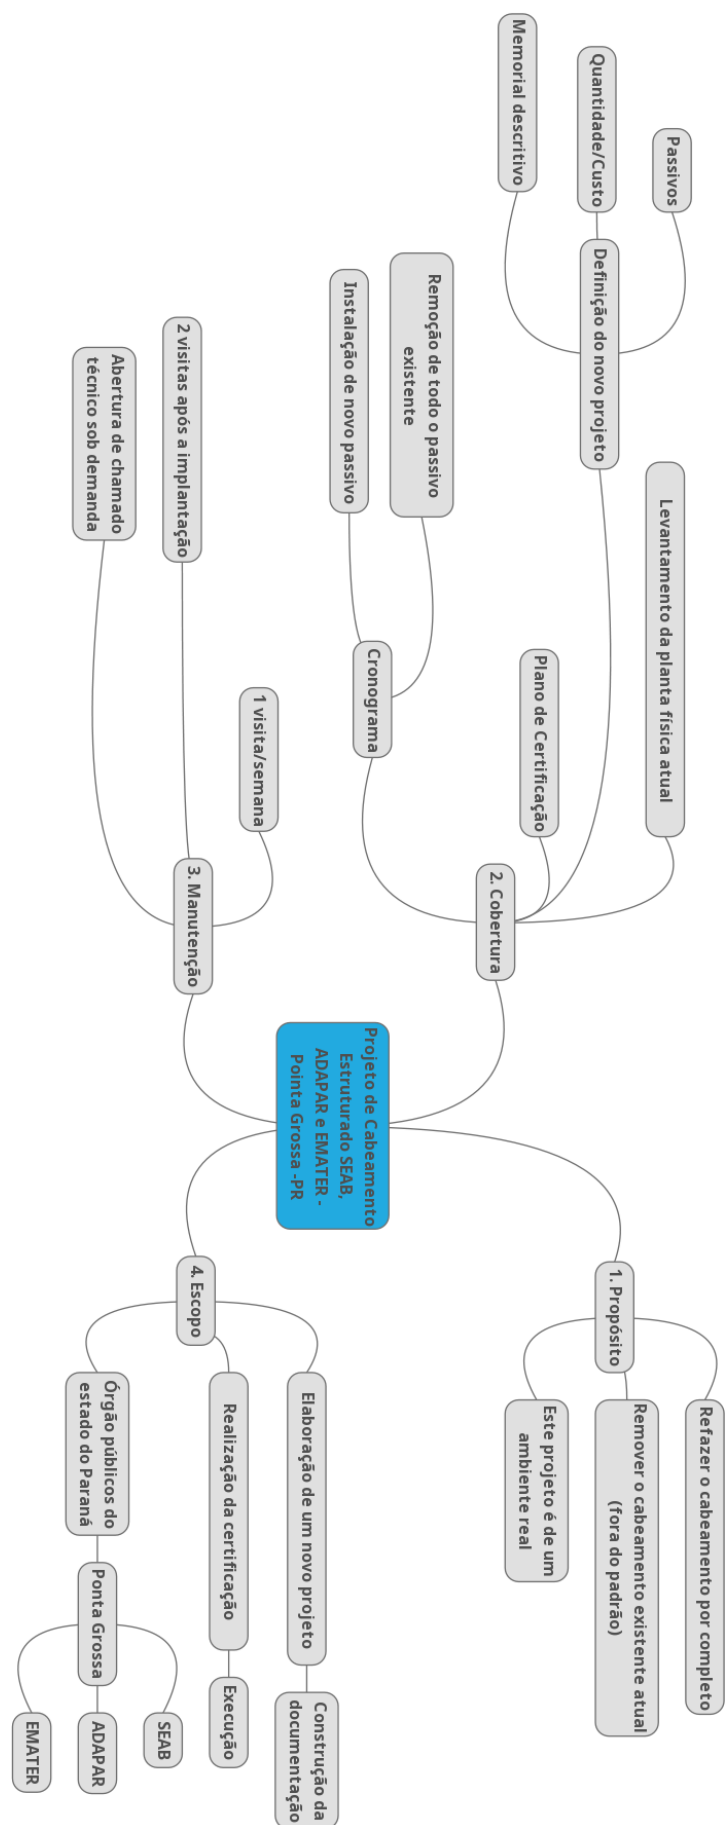 Projeto de Cabeamento
Estruturado SEAB,
ADAPAR e EMATER -
Pointa Grossa -PR
1. Propósito
Refazer o cabeamento por completo
Remover o cabeamento existente atual
(fora do padrão)
Este projeto é de um
ambiente real
2. Cobertura
Levantamento da planta física atual
Definição do novo projeto
Passivos
Quantidade/Custo
Memorial descritivo
Plano de Certificação
Cronograma
Remoção de todo o passivo
existente
Instalação de novo passivo
3. Manutenção
1 visita/semana
2 visitas após a implantação
Abertura de chamado
técnico sob demanda
4. Escopo
Elaboração de um novo projeto
Construção da
documentação
Realização da certificação
Execução
Órgão públicos do
estado do Paraná
Ponta Grossa
SEAB
ADAPAR
EMATER